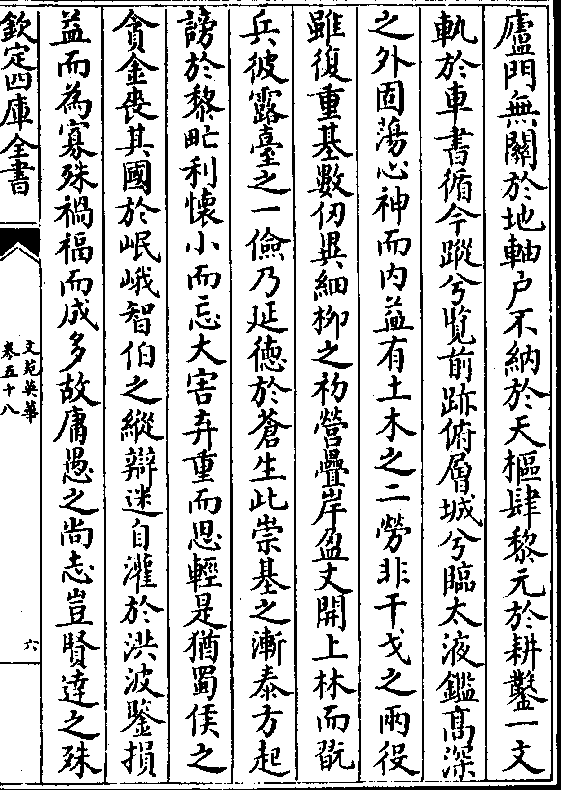 廬門無關於地軸户不納於天樞肆黎元於耕鑿一文
軌於車書循今蹤兮覽前跡俯層城兮臨太液鑑髙深
之外固蕩心神而内益有土木之二勞非干戈之兩役
雖復重基數仞異細柳之初營疊岸盈丈開上林而翫
兵彼露臺之一儉乃延德於蒼生此崇基之漸泰方起
謗於黎甿利懷小而忘大害弃重而思輕是猶蜀侯之
貪金喪其國於岷峨智伯之縱辯迷自灌於洪波鑒損
益而為寡殊禍福而成多故庸愚之尚志豈賢達之殊
欽定四庫全書
文苑英華
卷五十八
六